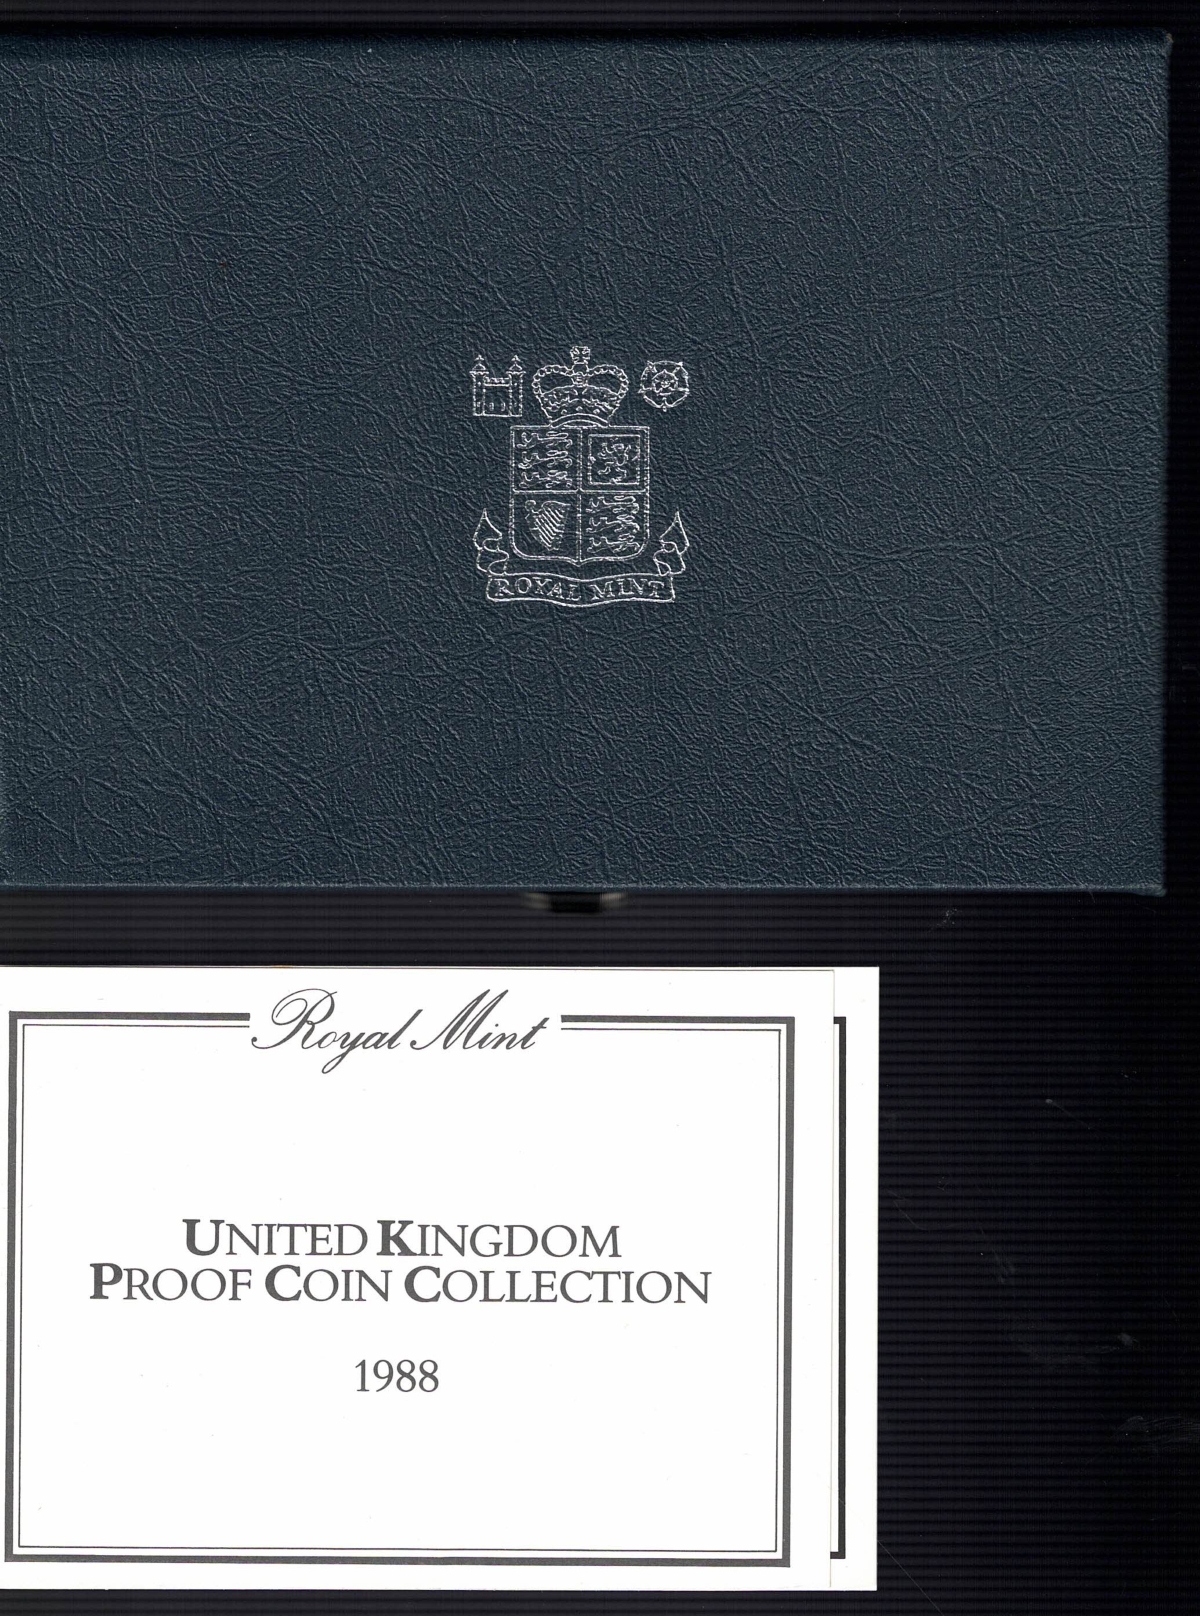 ROYAL MINT
Royal Mint
UNITED KINGDOM
PROOF COIN COLLECTION
1988